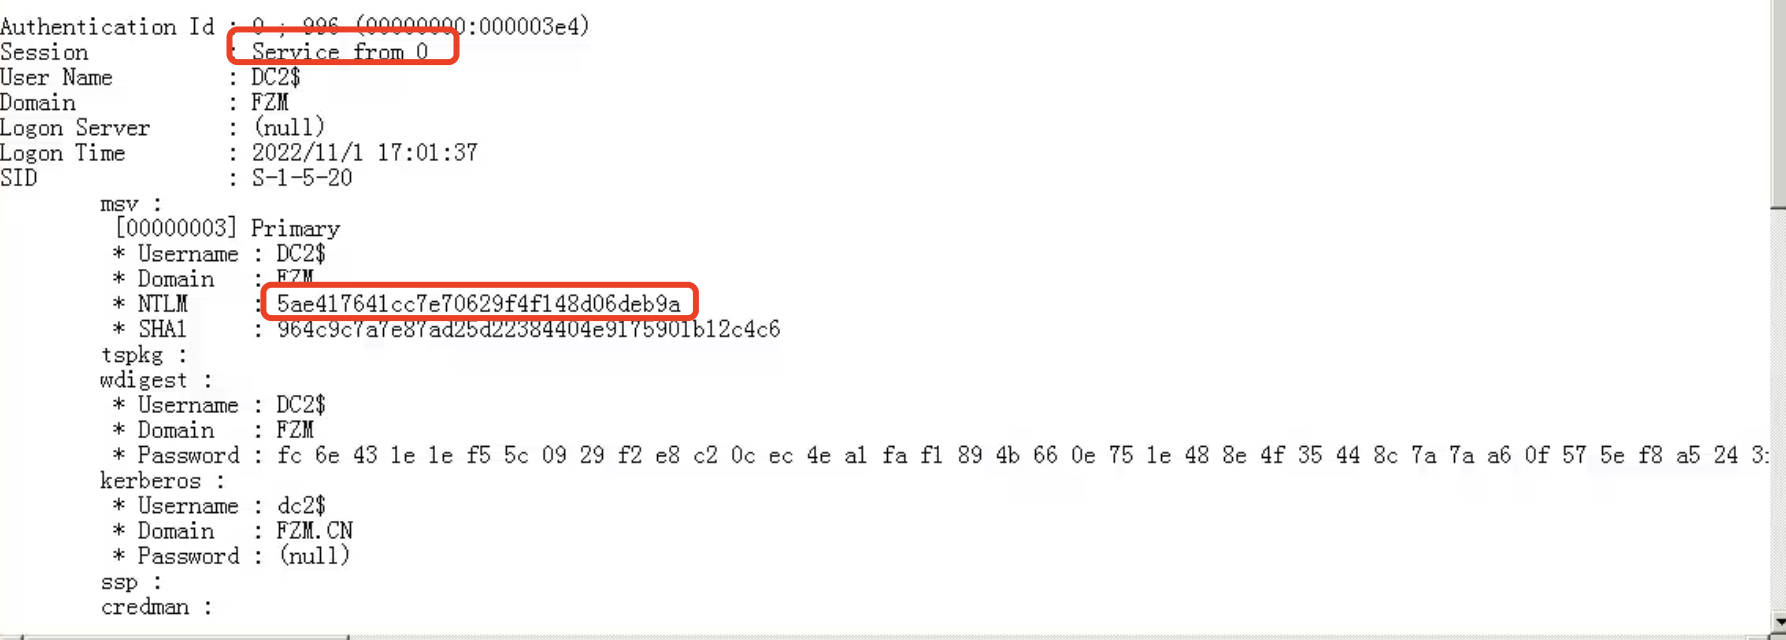 Authentication Id : 0 ; 996 (00000000:000003e4)
Session : Service from 0
User Name : DC2$
Domain : FZM
Logon Server : (null)
Logon Time : 2022/11/1 17:01:37
SID : S-1-5-20
msv :
[00000003] Primary
* Username : DC2$
* Domain : FZM
* NTLM : 5ae417641cc7e70629f4f148d06deb9a
* SHA1 : 964c9c7a7e87ad25d22384404e9175901b12c4c6
tspkg :
wdigest :
* Username : DC2$
* Domain : FZM
* Password : fc 6e 43 1e 1e f5 5c 09 29 f2 e8 c2 0c ec 4e a1 fa f1 89 4b 66 0e 75 1e 48 8e 4f 35 44 8c 7a 7a a6 0f 57 5e f8 a5 24
kerberos :
* Username : dc2$
* Domain : FZM.CN
* Password : (null)
ssp :
credman :